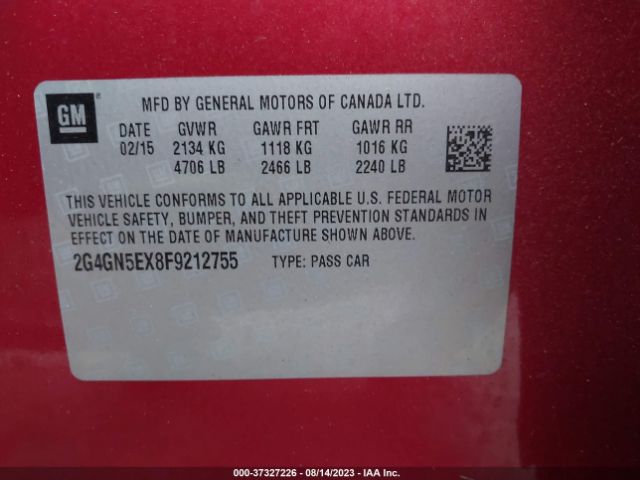 GM
MFD BY GENERAL MOTORS OF CANADA LTD.
DATE GVWR GAWR FRT GAWR RR
02/15 2134 KG 1118 KG 1016 KG
4706 LB 2466 LB 2240 LB
THIS VEHICLE CONFORMS TO ALL APPLICABLE U.S. FEDERAL MOTOR
VEHICLE SAFETY, BUMPER, AND THEFT PREVENTION STANDARDS IN
EFFECT ON THE DATE OF MANUFACTURE SHOWN ABOVE.
2G4GN5EX8F9212755 TYPE: PASS CAR
000-37327226 - 08/14/2023 - IAA Inc.